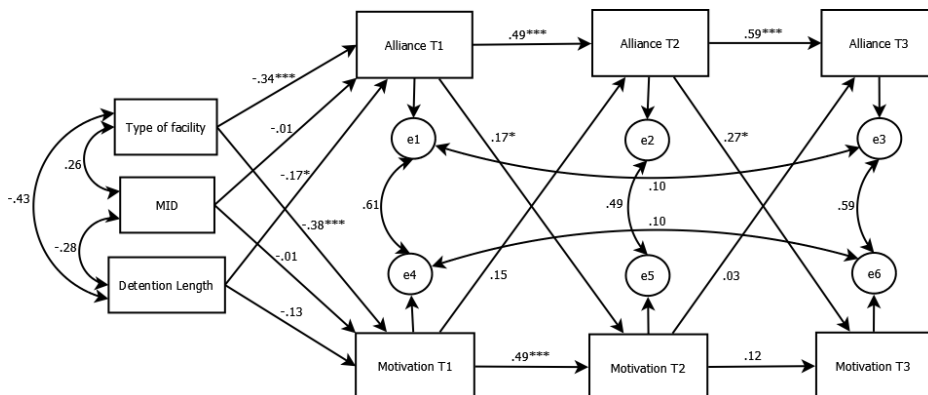 Alliance T1
.49***
Alliance T2
.59***
Alliance T3
-.34***
Type of facility
-.01
e1
.17*
e2
.27*
e3
.26
-.17*
.10
-.43
MID
.61
.49
.59
-.38***
.10
-.28
-.01
e4
.15
e5
.03
e6
Detention Length
-.13
Motivation T1
.49***
Motivation T2
.12
Motivation T3